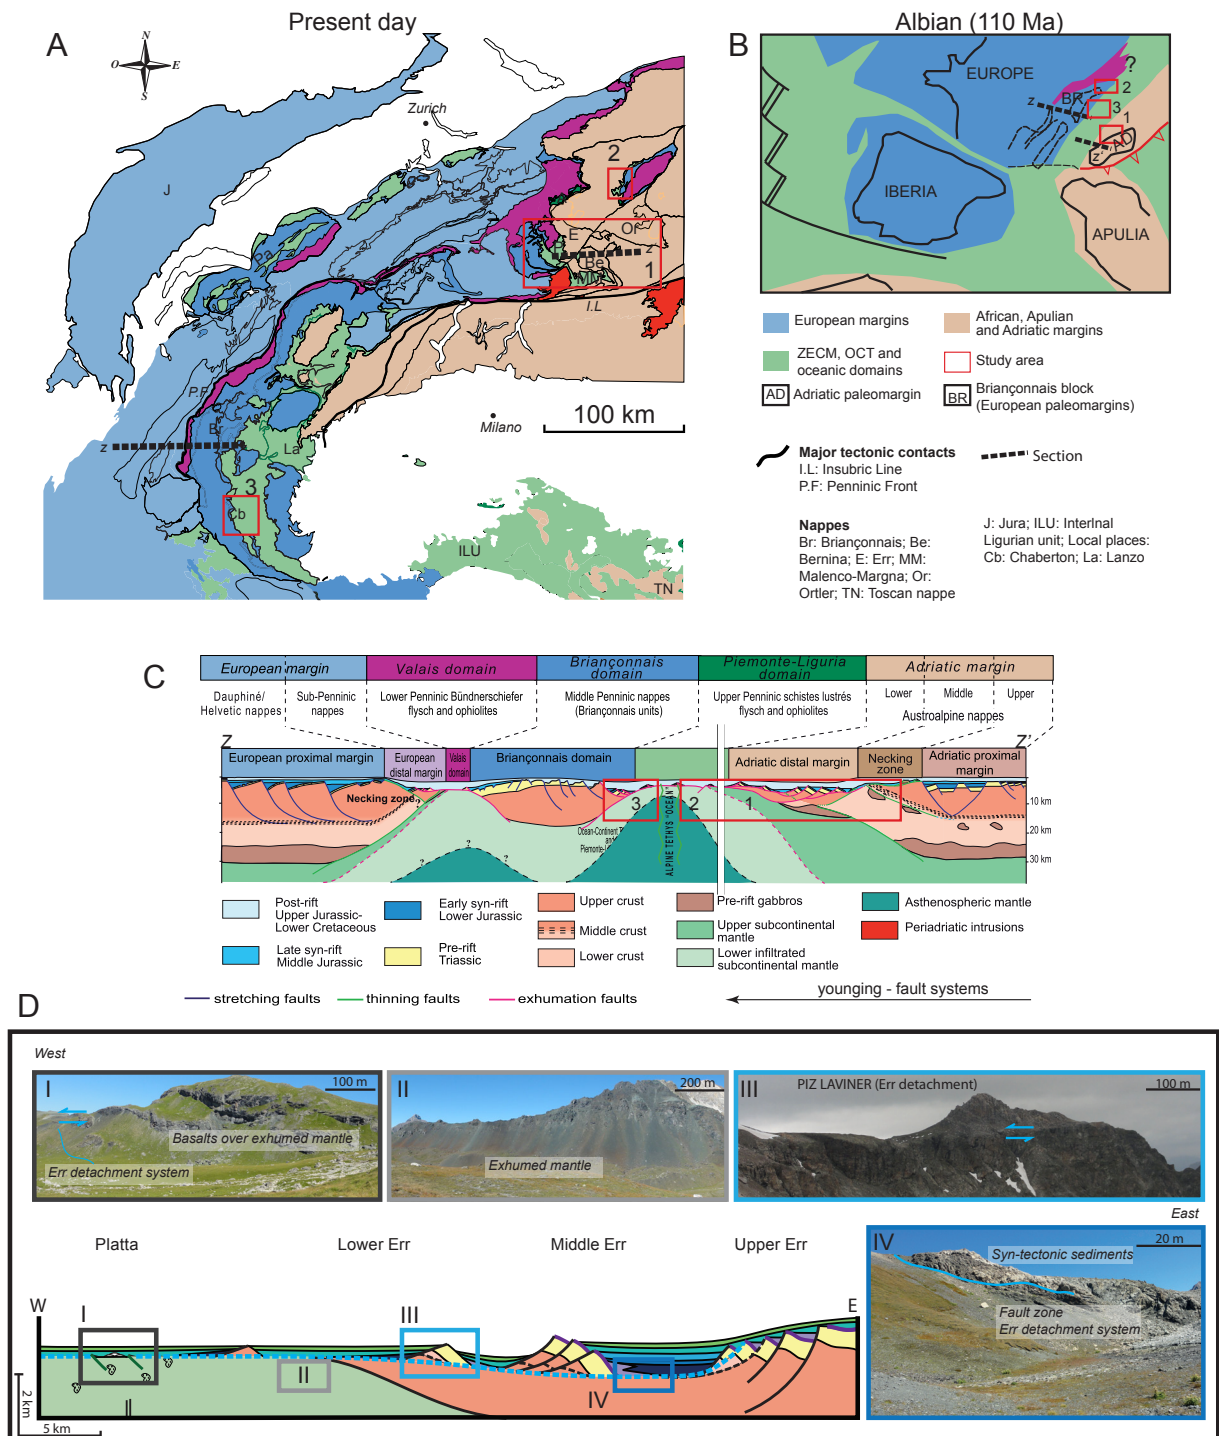 Present day
Albian (110 Ma)
A
N
O
E
S
Zurich
J
Pa
2
E
Or
z
P
Be
MM
1
I.L
P.F
Br
z
La
3
Cb
Milano
100 km
ILU
TN
B
EUROPE
?
BR
2
z
3
1
AD
z'
IBERIA
APULIA
European margins
African, Apulian
and Adriatic margins
ZECM, OCT and
oceanic domains
Study area
AD
Adriatic paleomargin
BR
Briançonnais block
(European paleomargins)
Major tectonic contacts
I.L: Insubric Line
P.F: Penninic Front
Section
Nappes
Br: Briançonnais; Be:
Bernina; E: Err; MM:
Malenco-Margna; Or:
Ortler; TN: Toscan nappe
J: Jura; ILU: Interlnal
Ligurian unit; Local places:
Cb: Chaberton; La: Lanzo
C
European margin
Valais domain
Briançonnais
domain
Piemonte-Liguria
domain
Adriatic margin
Dauphiné/
Helvetic nappes
Sub-Penninic
nappes
Lower Penninic Bündnerschiefer
flysch and ophiolites
Middle Penninic nappes
(Briançonnais units)
Upper Penninic schistes lustrés
flysch and ophiolites
Lower
Middle
Upper
Austroalpine nappes
Z
Z'
European proximal margin
European
distal margin
Valais
domain
Briançonnais domain
Adriatic distal margin
Necking
zone
Adriatic proximal
margin
Necking zone
3
2
1
10 km
20 km
30 km
ALPINE TETHYS "OCEAN"
? ? ?
Post-rift
Upper Jurassic-
Lower Cretaceous
Late syn-rift
Middle Jurassic
Early syn-rift
Lower Jurassic
Pre-rift
Triassic
Upper crust
Middle crust
Lower crust
Pre-rift gabbros
Upper subcontinental
mantle
Lower infiltrated
subcontinental mantle
Asthenospheric mantle
Periadriatic intrusions
stretching faults
thinning faults
exhumation faults
younging - fault systems
D
West
I
100 m
Basalts over exhumed mantle
Err detachment system
II
200 m
Exhumed mantle
III
PIZ LAVINER (Err detachment)
100 m
East
IV
20 m
Syn-tectonic sediments
Fault zone
Err detachment system
Platta
Lower Err
Middle Err
Upper Err
W
E
I
II
III
IV
2 km
5 km